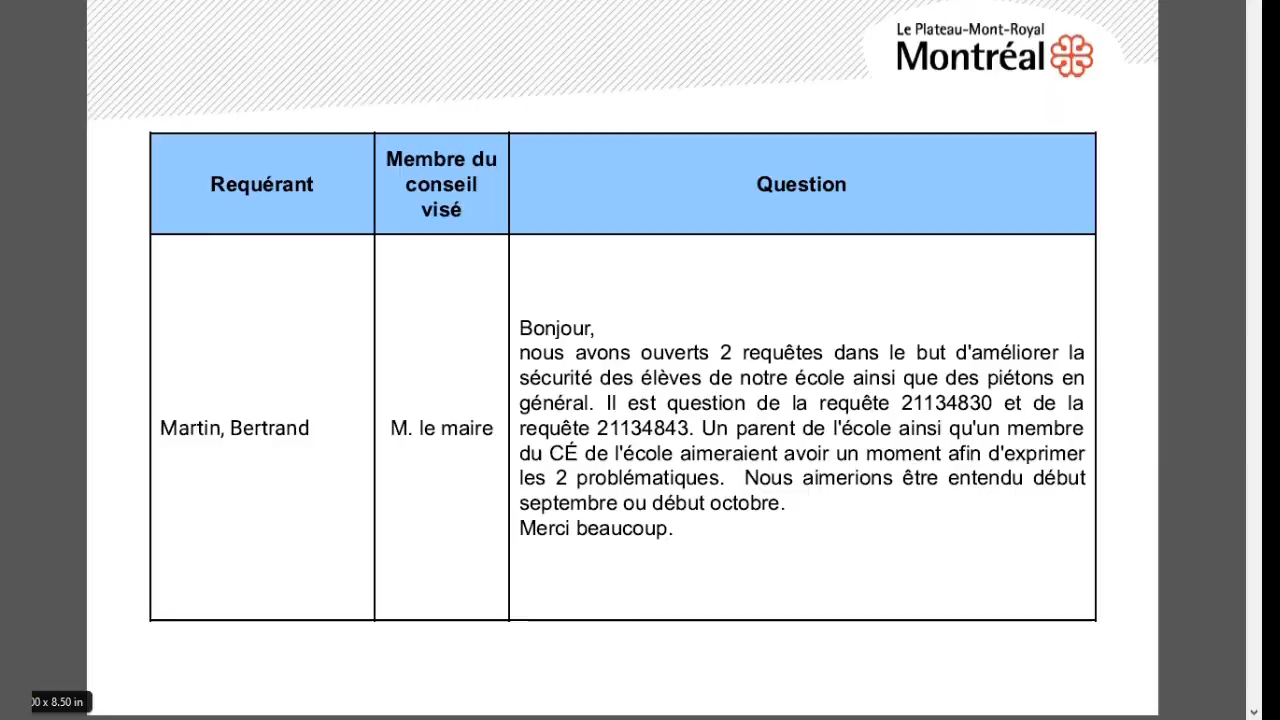 Le Plateau-Mont-Royal
Montréal
Requérant
Membre du
conseil
visé
Question
Martin, Bertrand
M. le maire
Bonjour,
nous avons ouverts 2 requêtes dans le but d'améliorer la
sécurité des élèves de notre école ainsi que des piétons en
général. Il est question de la requête 21134830 et de la
requête 21134843. Un parent de l'école ainsi qu'un membre
du CÉ de l'école aimeraient avoir un moment afin d'exprimer
les 2 problématiques. Nous aimerions être entendu début
septembre ou début octobre.
Merci beaucoup.
x 8.50 in